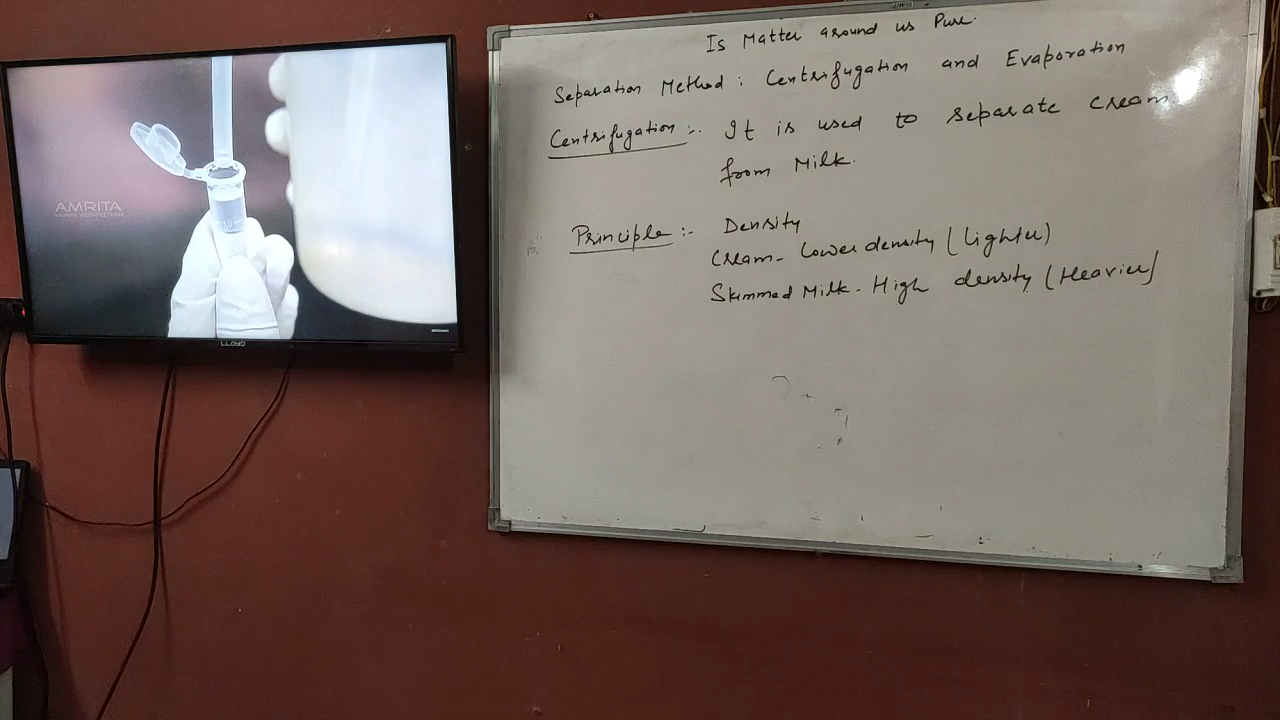 Is Matter around us Pure.
Separation Method: Centrifugation and Evaporation
Centrifugation :- It is used to separate cream
from Milk.
Principle :- Density
Cream - Lower density (Lighter)
Skimmed Milk - High density (Heavier)
AMRITA
LLOYD